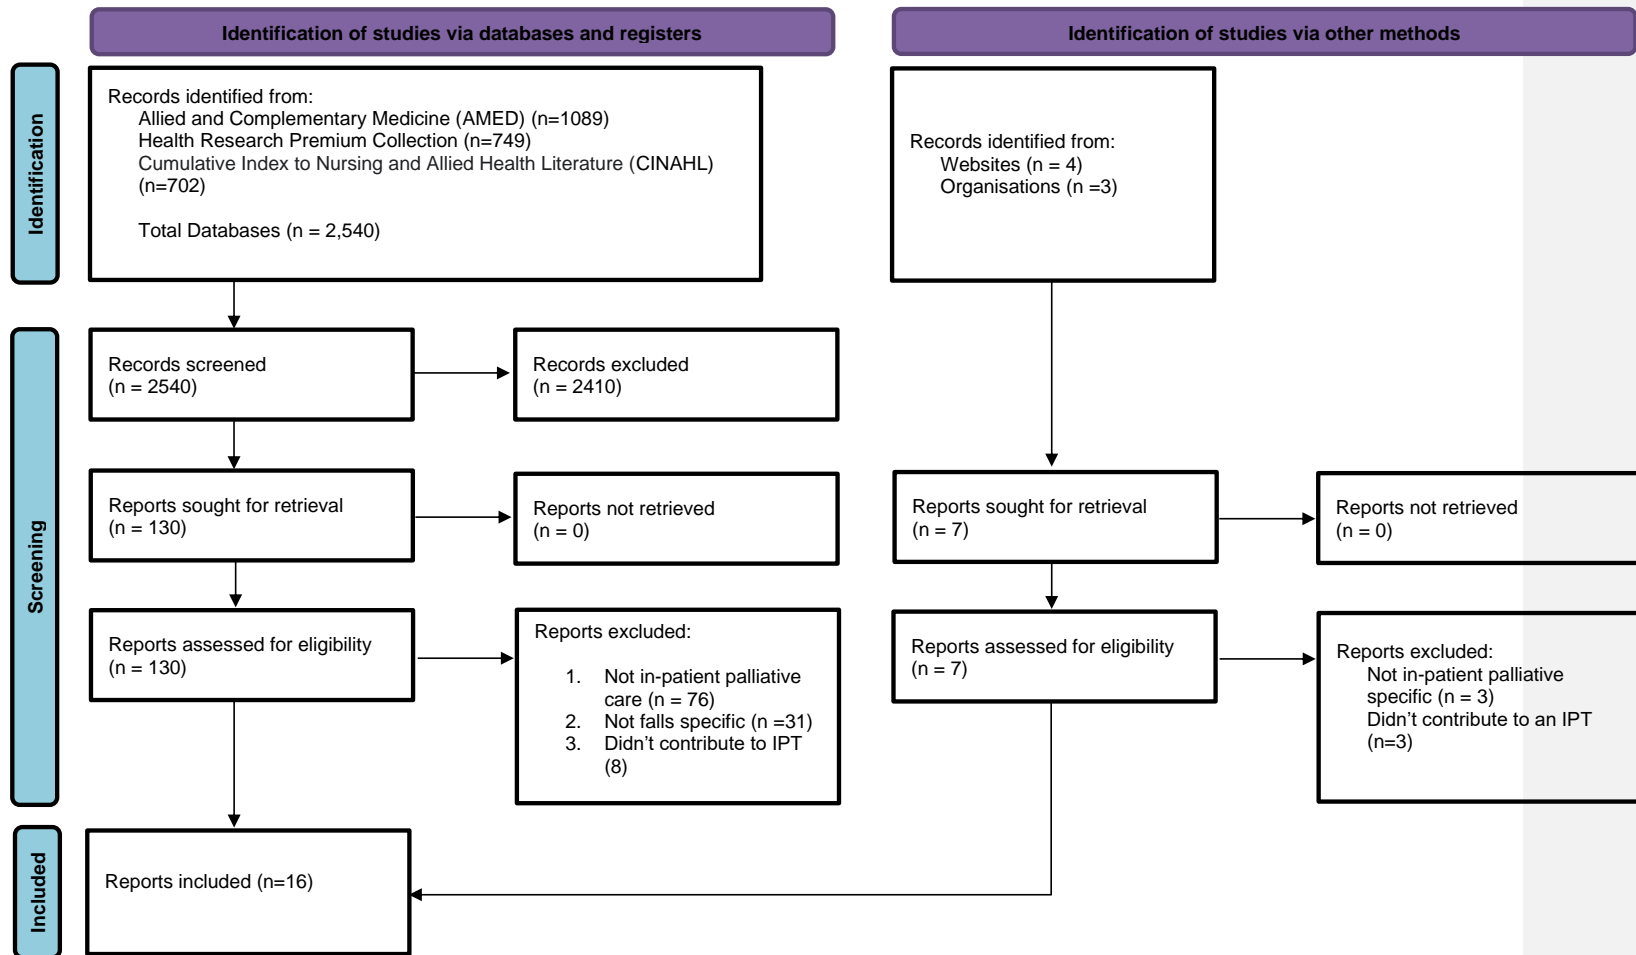 Identification of studies via databases and registers
Identification of studies via other methods
Identification
Records identified from:
Allied and Complementary Medicine (AMED) (n=1089)
Health Research Premium Collection (n=749)
Cumulative Index to Nursing and Allied Health Literature (CINAHL)
(n=702)
Total Databases (n = 2,540)
Records identified from:
Websites (n = 4)
Organisations (n =3)
Screening
Records screened
(n = 2540)
Records excluded
(n = 2410)
Reports sought for retrieval
(n = 130)
Reports not retrieved
(n = 0)
Reports sought for retrieval
(n = 7)
Reports not retrieved
(n = 0)
Reports assessed for eligibility
(n = 130)
Reports excluded:
1. Not in-patient palliative
care (n = 76)
2. Not falls specific (n =31)
3. Didn’t contribute to IPT
(8)
Reports assessed for eligibility
(n = 7)
Reports excluded:
Not in-patient palliative
specific (n = 3)
Didn’t contribute to an IPT
(n=3)
Included
Reports included (n=16)